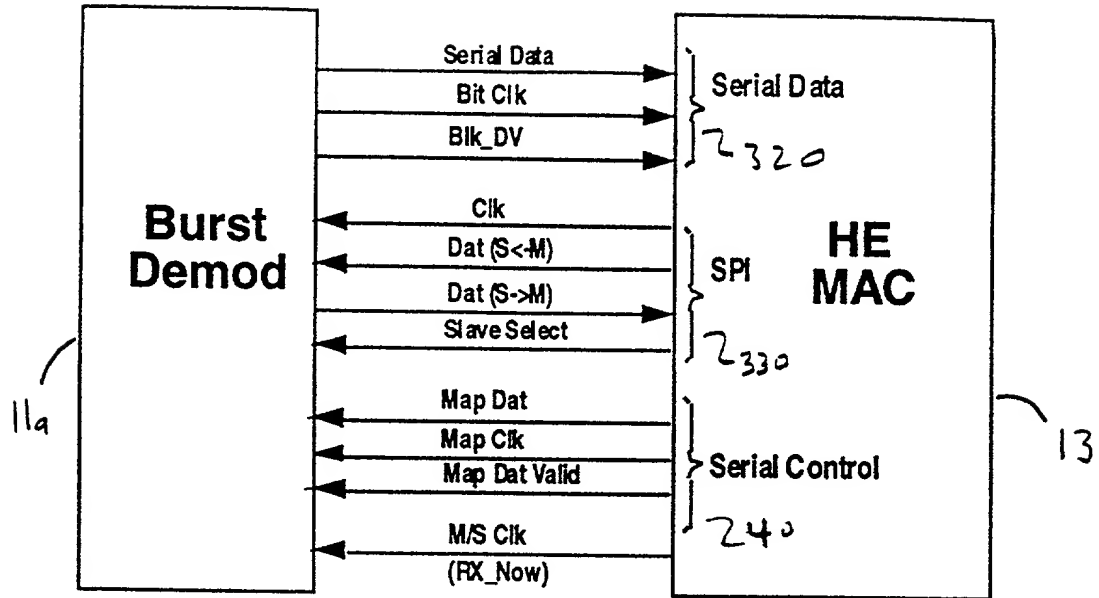 Burst
Demod
11a
Serial Data
Bit Clk
Blk_DV
Clk
Dat (S<-M)
Dat (S->M)
Slave Select
Map Dat
Map Clk
Map Dat Valid
M/S Clk
(RX_Now)
Serial Data
320
SPI
330
Serial Control
240
HE
MAC
13